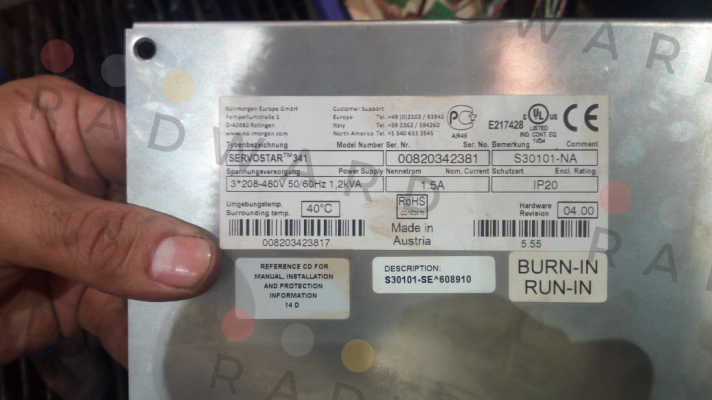 Kollmorgen Europe GmbH
Pempelfurtstraße 1
D-40880 Ratingen
www.kollmorgen.com
Customer Support
Europe Tel. +49 (0)2102 / 93940
Italy Tel. +39 0362 / 594260
North America Tel. +1 540 633 3545
AJR46
E217428
UL
LISTED
IND. CONT. EQ.
1VD4
CE
Typenbezeichnung Model Number Ser. Nr. Ser. No. Bemerkung Comment
SERVOSTAR™ 341 00820342381 S30101-NA
Spannungsversorgung Power Supply Nennstrom Nom. Current Schutzart Encl. Rating
3*208-480V 50/60Hz 1,2kVA 1.5A IP20
Umgebungstemp.
Surrounding temp. 40°C
RoHS
conform
Hardware
Revision 04.00
Made in
Austria
008203423817
5.55
REFERENCE CD FOR
MANUAL, INSTALLATION
AND PROTECTION
INFORMATION
14 D
DESCRIPTION:
S30101-SE^608910
BURN-IN
RUN-IN
RADWARD
RADWARD